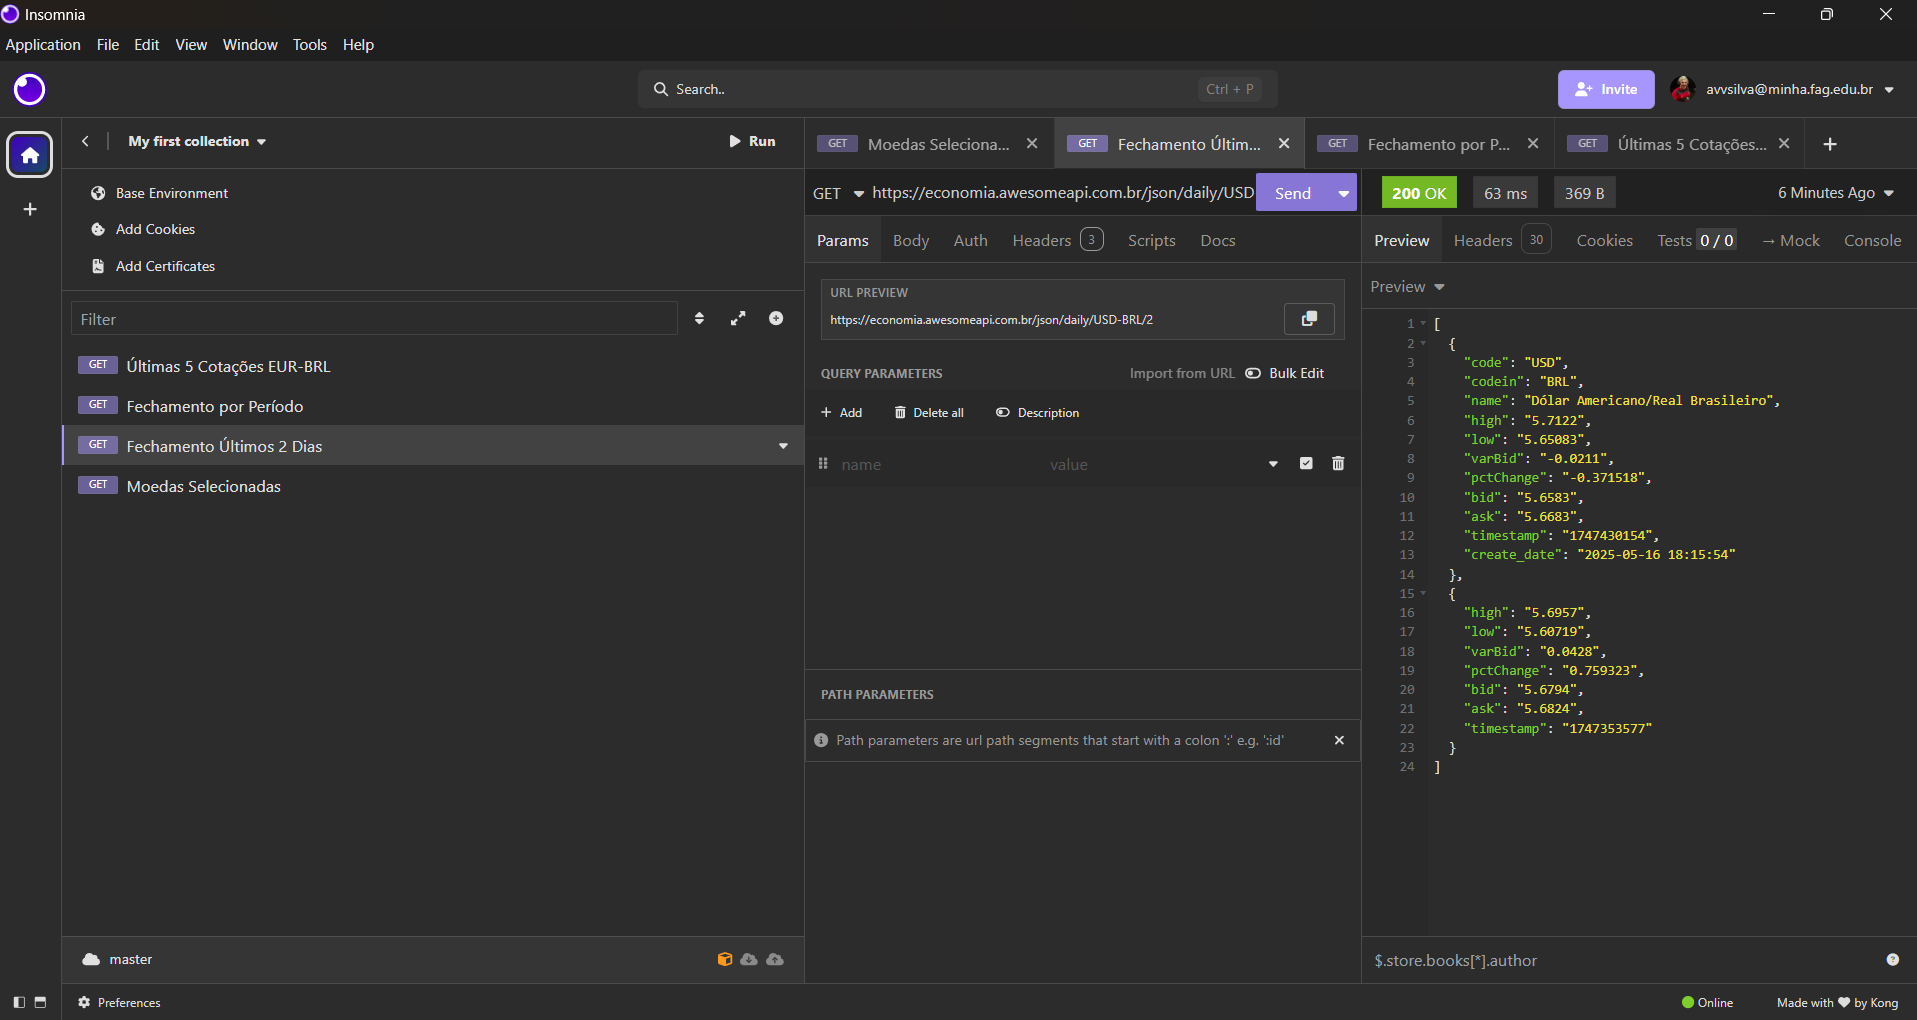 Insomnia
Application File Edit View Window Tools Help
Search.. Ctrl + P
Invite avvsilva@minha.fag.edu.br
My first collection Run
Base Environment
Add Cookies
Add Certificates
Filter
GET Últimas 5 Cotações EUR-BRL
GET Fechamento por Período
GET Fechamento Últimos 2 Dias
GET Moedas Selecionadas
master
Preferences
GET Moedas Seleciona...
GET Fechamento Últim...
GET Fechamento por P...
GET Últimas 5 Cotações...
GET https://economia.awesomeapi.com.br/json/daily/USD Send
Params Body Auth Headers 3 Scripts Docs
URL PREVIEW
https://economia.awesomeapi.com.br/json/daily/USD-BRL/2
QUERY PARAMETERS Import from URL Bulk Edit
+ Add Delete all Description
name value
PATH PARAMETERS
Path parameters are url path segments that start with a colon ':' e.g. ':id'
200 OK 63 ms 369 B 6 Minutes Ago
Preview Headers 30 Cookies Tests 0 / 0 → Mock Console
Preview
1 [
2 {
3 "code": "USD",
4 "codein": "BRL",
5 "name": "Dólar Americano/Real Brasileiro",
6 "high": "5.7122",
7 "low": "5.65083",
8 "varBid": "-0.0211",
9 "pctChange": "-0.371518",
10 "bid": "5.6583",
11 "ask": "5.6683",
12 "timestamp": "1747430154",
13 "create_date": "2025-05-16 18:15:54"
14 },
15 {
16 "high": "5.6957",
17 "low": "5.60719",
18 "varBid": "0.0428",
19 "pctChange": "0.759323",
20 "bid": "5.6794",
21 "ask": "5.6824",
22 "timestamp": "1747353577"
23 }
24 ]
$.store.books[*].author
Online Made with ❤ by Kong